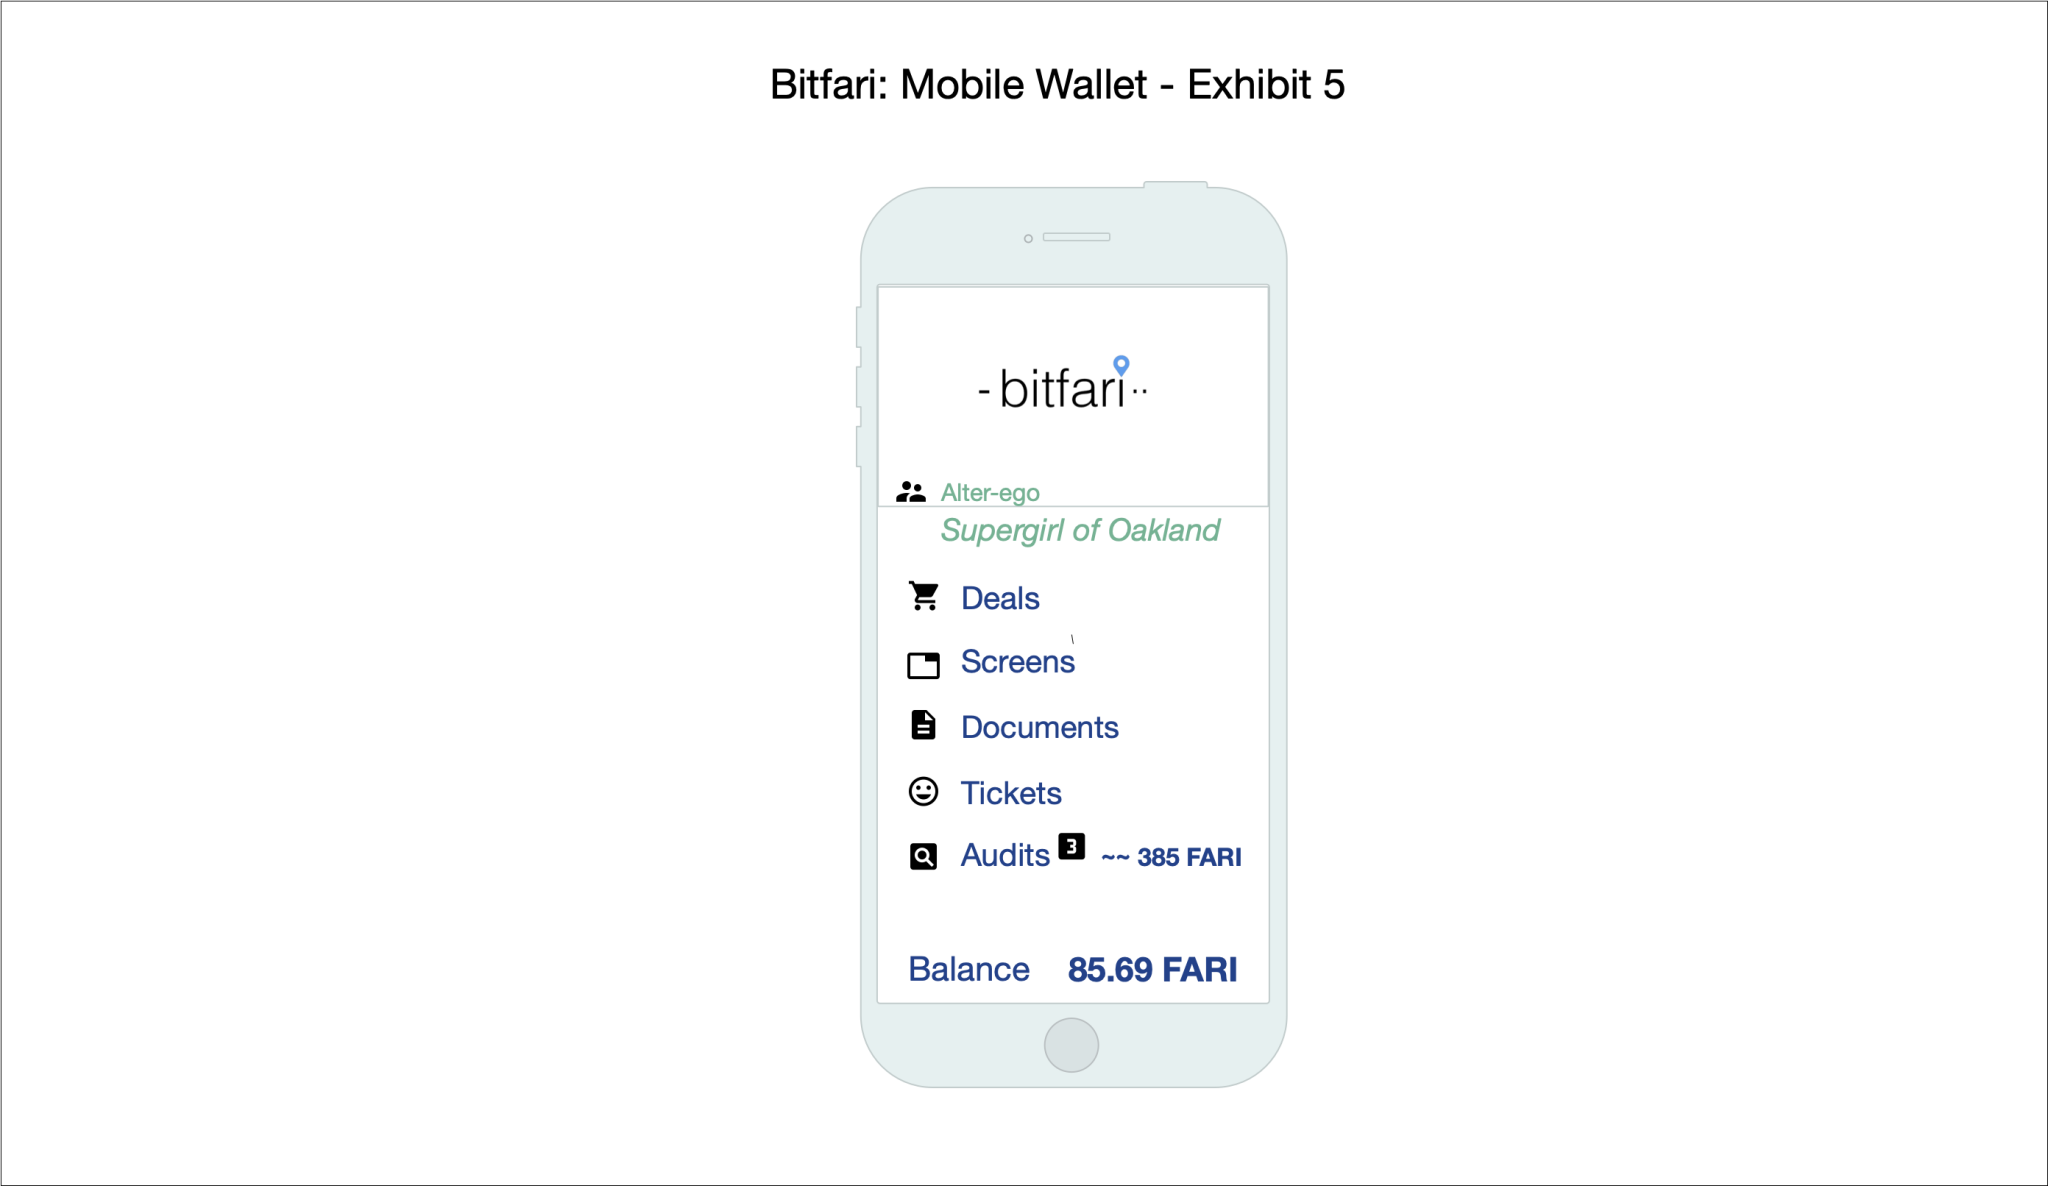 Bitfari: Mobile Wallet - Exhibit 5
-bitfari··
Alter-ego
Supergirl of Oakland
Deals
Screens
Documents
Tickets
Audits 3 ~~ 385 FARI
Balance 85.69 FARI